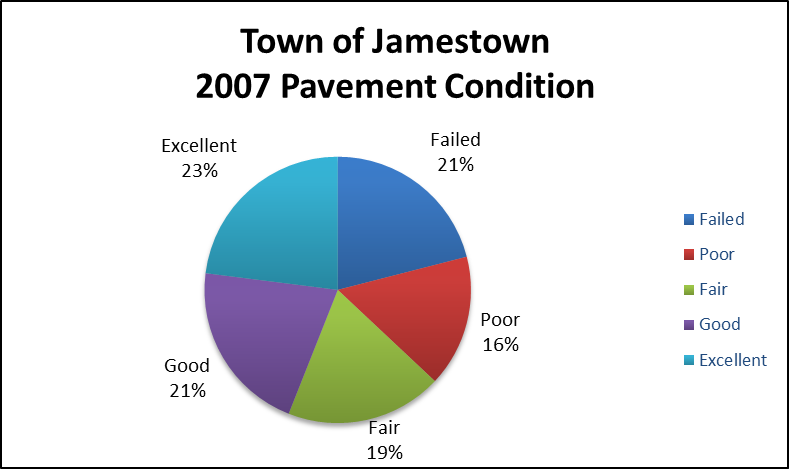 Town of Jamestown
2007 Pavement Condition
Excellent
23%
Failed
21%
Poor
16%
Good
21%
Fair
19%
Failed
Poor
Fair
Good
Excellent